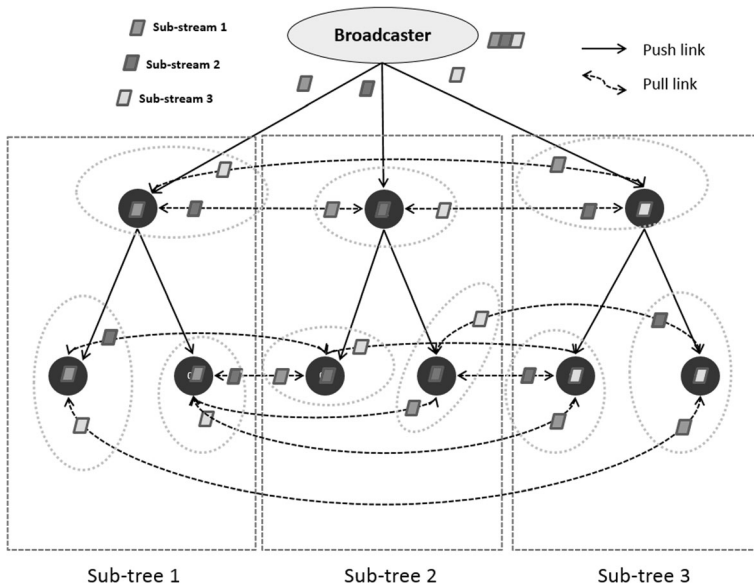 Broadcaster
Sub-stream 1
Sub-stream 2
Sub-stream 3
Push link
Pull link
Sub-tree 1
Sub-tree 2
Sub-tree 3